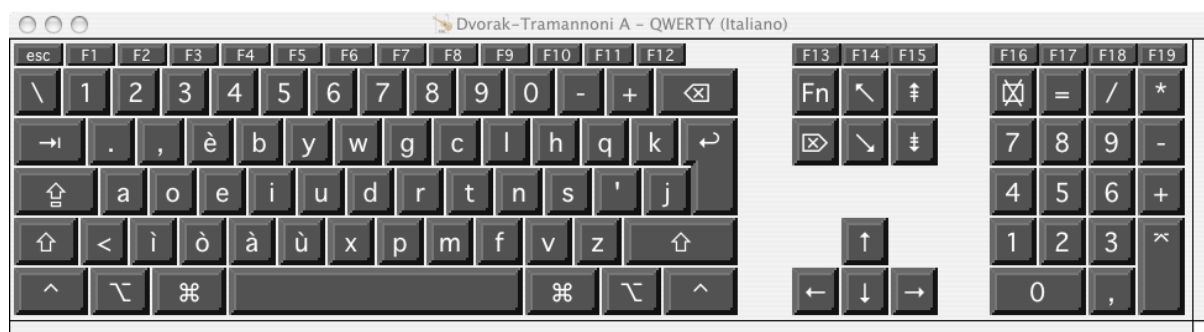 Dvorak-Tramannoni A – QWERTY (Italiano)
esc F1 F2 F3 F4 F5 F6 F7 F8 F9 F10 F11 F12 F13 F14 F15 F16 F17 F18 F19
\ 1 2 3 4 5 6 7 8 9 0 - + ⌫ Fn ↖ ⇞ = / *
⇥ . , è b y w g c l h q k ↩ ⌦ ↘ ⇟ 7 8 9 -
⇪ a o e i u d r t n s ' j 4 5 6 +
⇧ < ì ò à ù x p m f v z ⇧ ↑ 1 2 3 ⌤
^ ⌥ ⌘ ⌘ ⌥ ^ ← ↓ → 0 ,